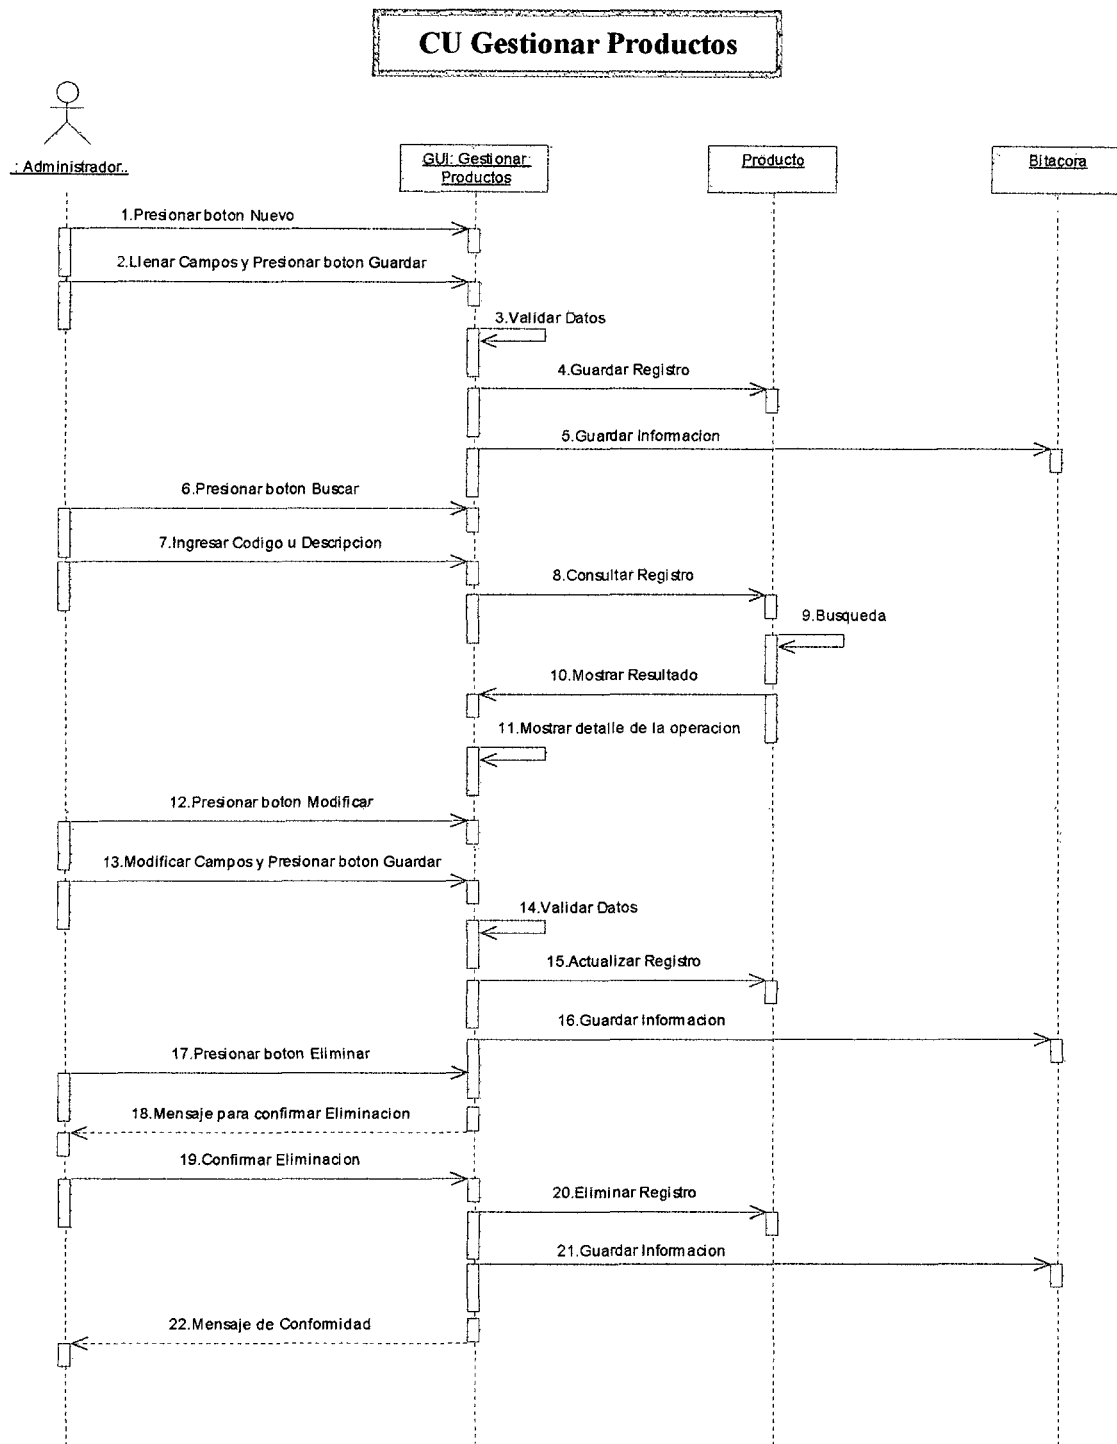 CU Gestionar Productos
: Administrador..
GUI: Gestionar
Productos
Producto
Bitacora
1.Presionar boton Nuevo
2.Llenar Campos y Presionar boton Guardar
3.Validar Datos
4.Guardar Registro
5.Guardar Informacion
6.Presionar boton Buscar
7.Ingresar Codigo u Descripcion
8.Consultar Registro
9.Busqueda
10.Mostrar Resultado
11.Mostrar detalle de la operacion
12.Presionar boton Modificar
13.Modificar Campos y Presionar boton Guardar
14.Validar Datos
15.Actualizar Registro
16.Guardar Informacion
17.Presionar boton Eliminar
18.Mensaje para confirmar Eliminacion
19.Confirmar Eliminacion
20.Eliminar Registro
21.Guardar Informacion
22.Mensaje de Conformidad